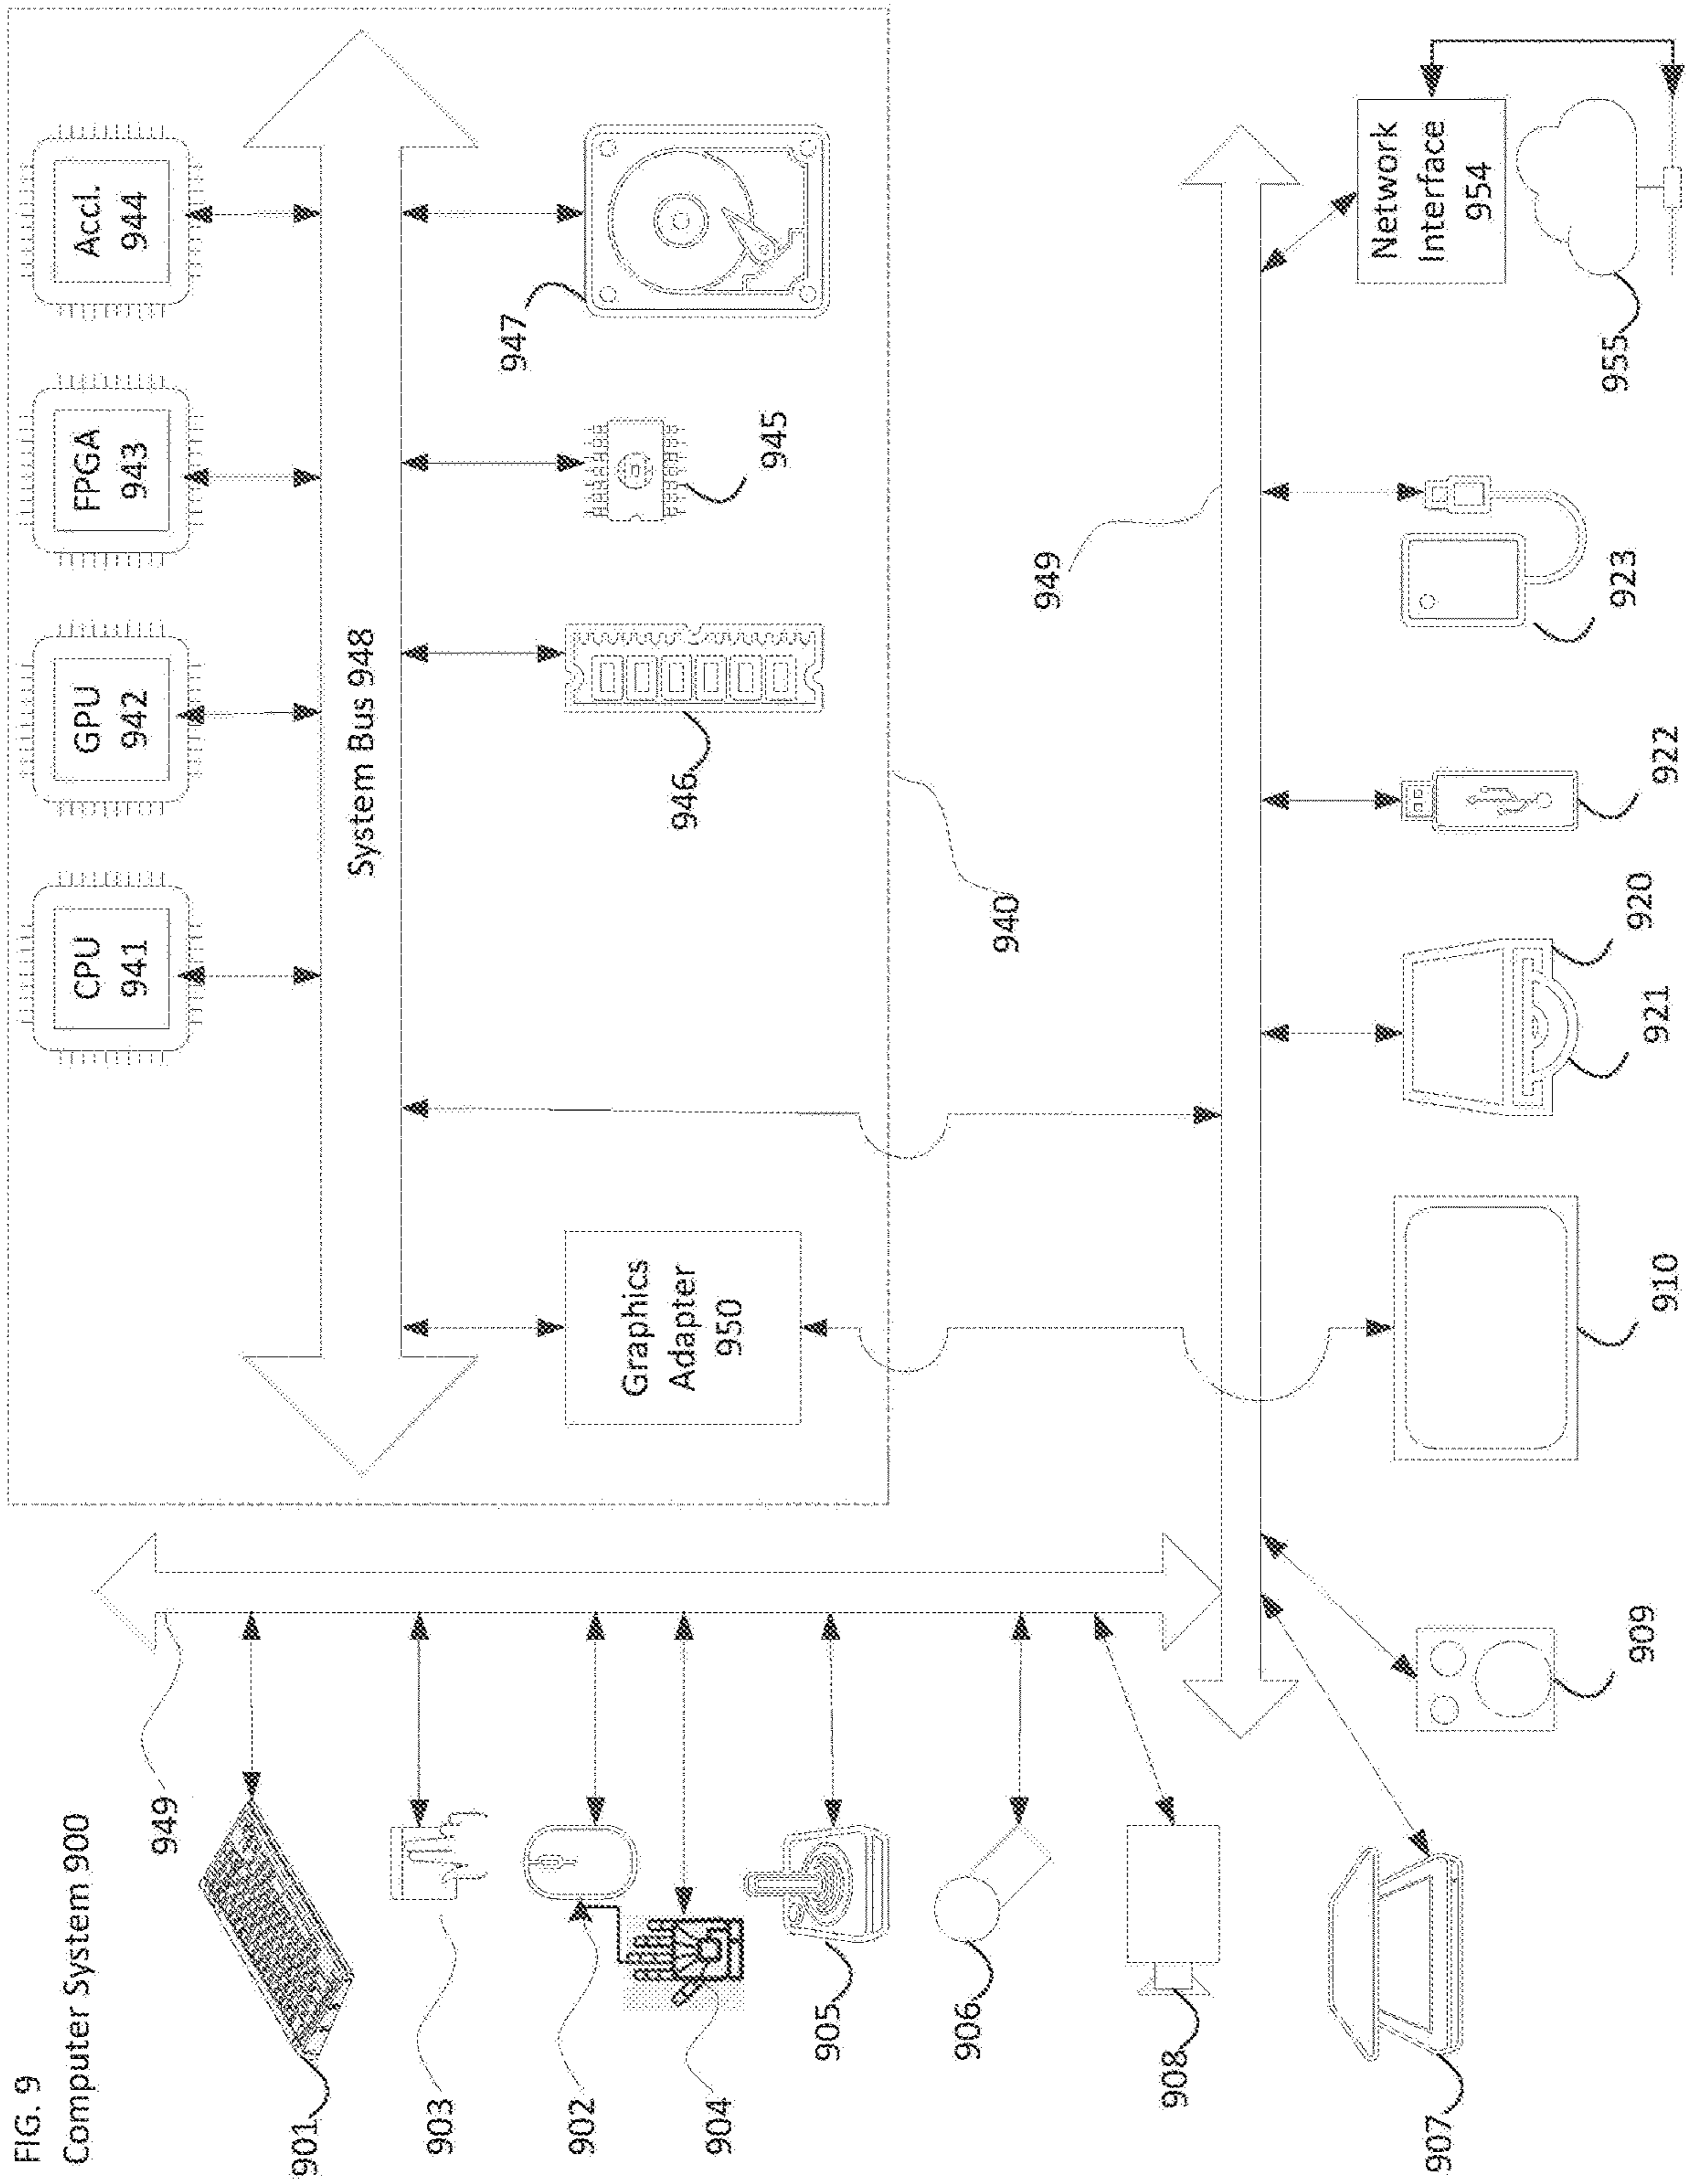 FIG. 9
Computer System 900
901
903
902
904
905
906
908
907
949
909
CPU
941
GPU
942
FPGA
943
Accl.
944
System Bus 948
Graphics
Adapter
950
946
945
947
940
949
910
921
920
922
923
Network
Interface
954
955